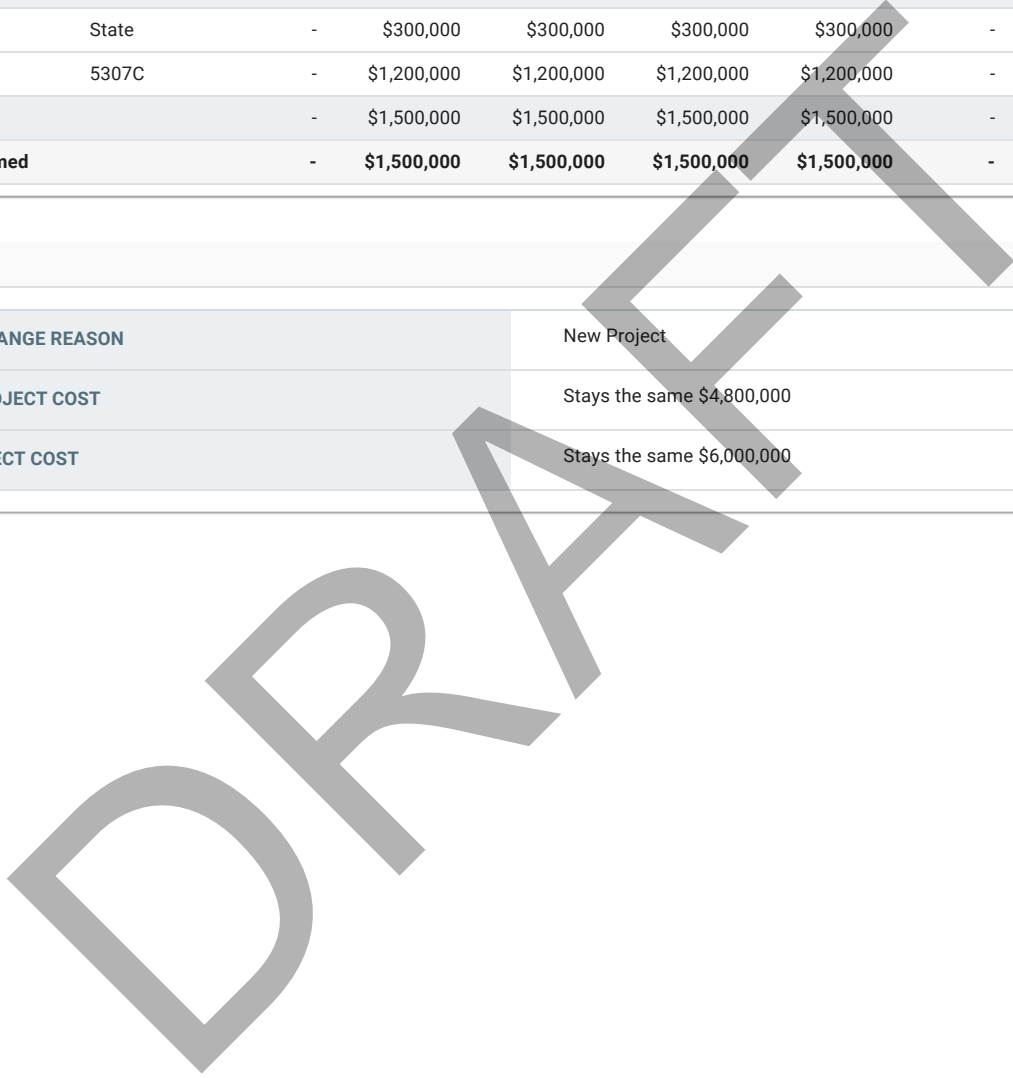 State - $300,000 $300,000 $300,000 $300,000 -
5307C - $1,200,000 $1,200,000 $1,200,000 $1,200,000 -
- $1,500,000 $1,500,000 $1,500,000 $1,500,000 -
med - $1,500,000 $1,500,000 $1,500,000 $1,500,000 -
ANGE REASON New Project
OJECT COST Stays the same $4,800,000
ECT COST Stays the same $6,000,000
DRAFT